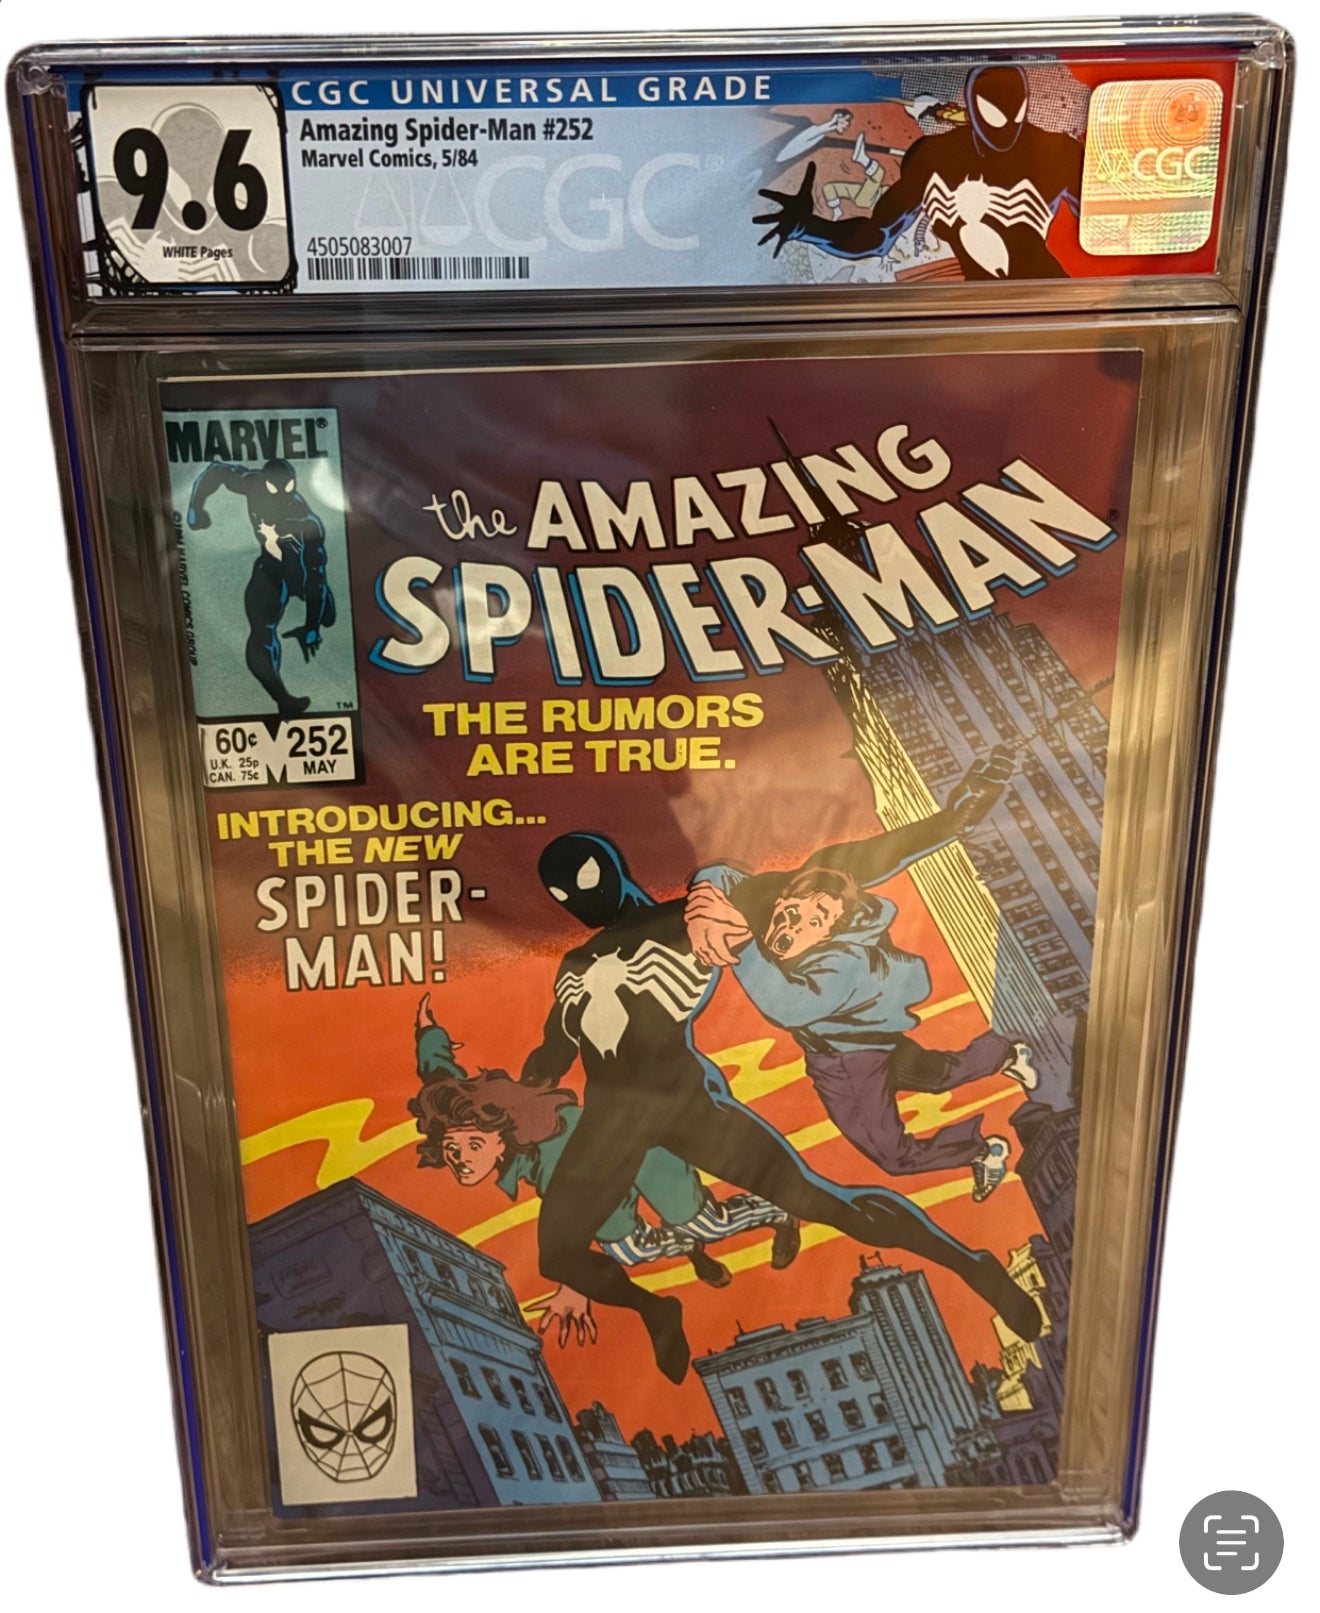 CGC UNIVERSAL GRADE
9.6
WHITE Pages
Amazing Spider-Man #252
Marvel Comics, 5/84
CGC®
4505083007
CGC
MARVEL®
TM
60¢
U.K. 25p
CAN. 75¢
252
MAY
the AMAZING
SPIDER-MAN®
THE RUMORS
ARE TRUE.
INTRODUCING...
THE NEW
SPIDER-
MAN!